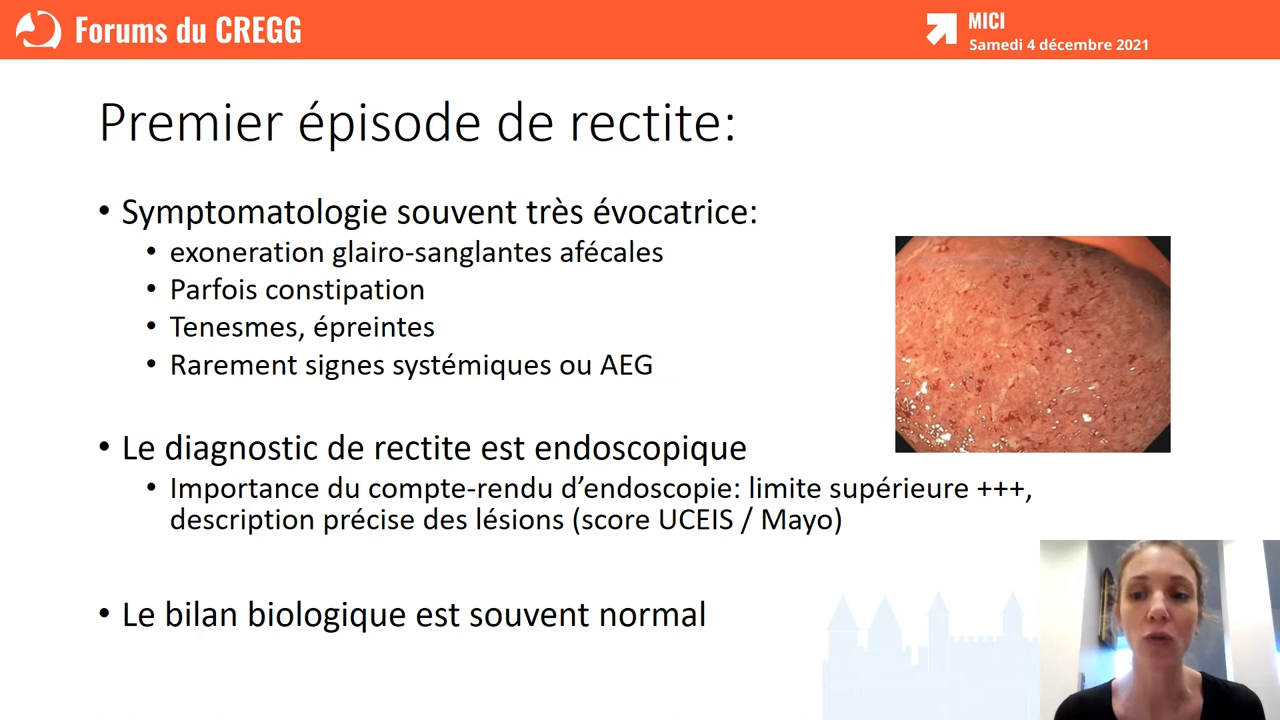 Forums du CREGG
MICI
Samedi 4 décembre 2021
Premier épisode de rectite:
• Symptomatologie souvent très évocatrice:
• exoneration glairo-sanglantes afécales
• Parfois constipation
• Tenesmes, épreintes
• Rarement signes systémiques ou AEG
• Le diagnostic de rectite est endoscopique
• Importance du compte-rendu d’endoscopie: limite supérieure +++,
description précise des lésions (score UCEIS / Mayo)
• Le bilan biologique est souvent normal